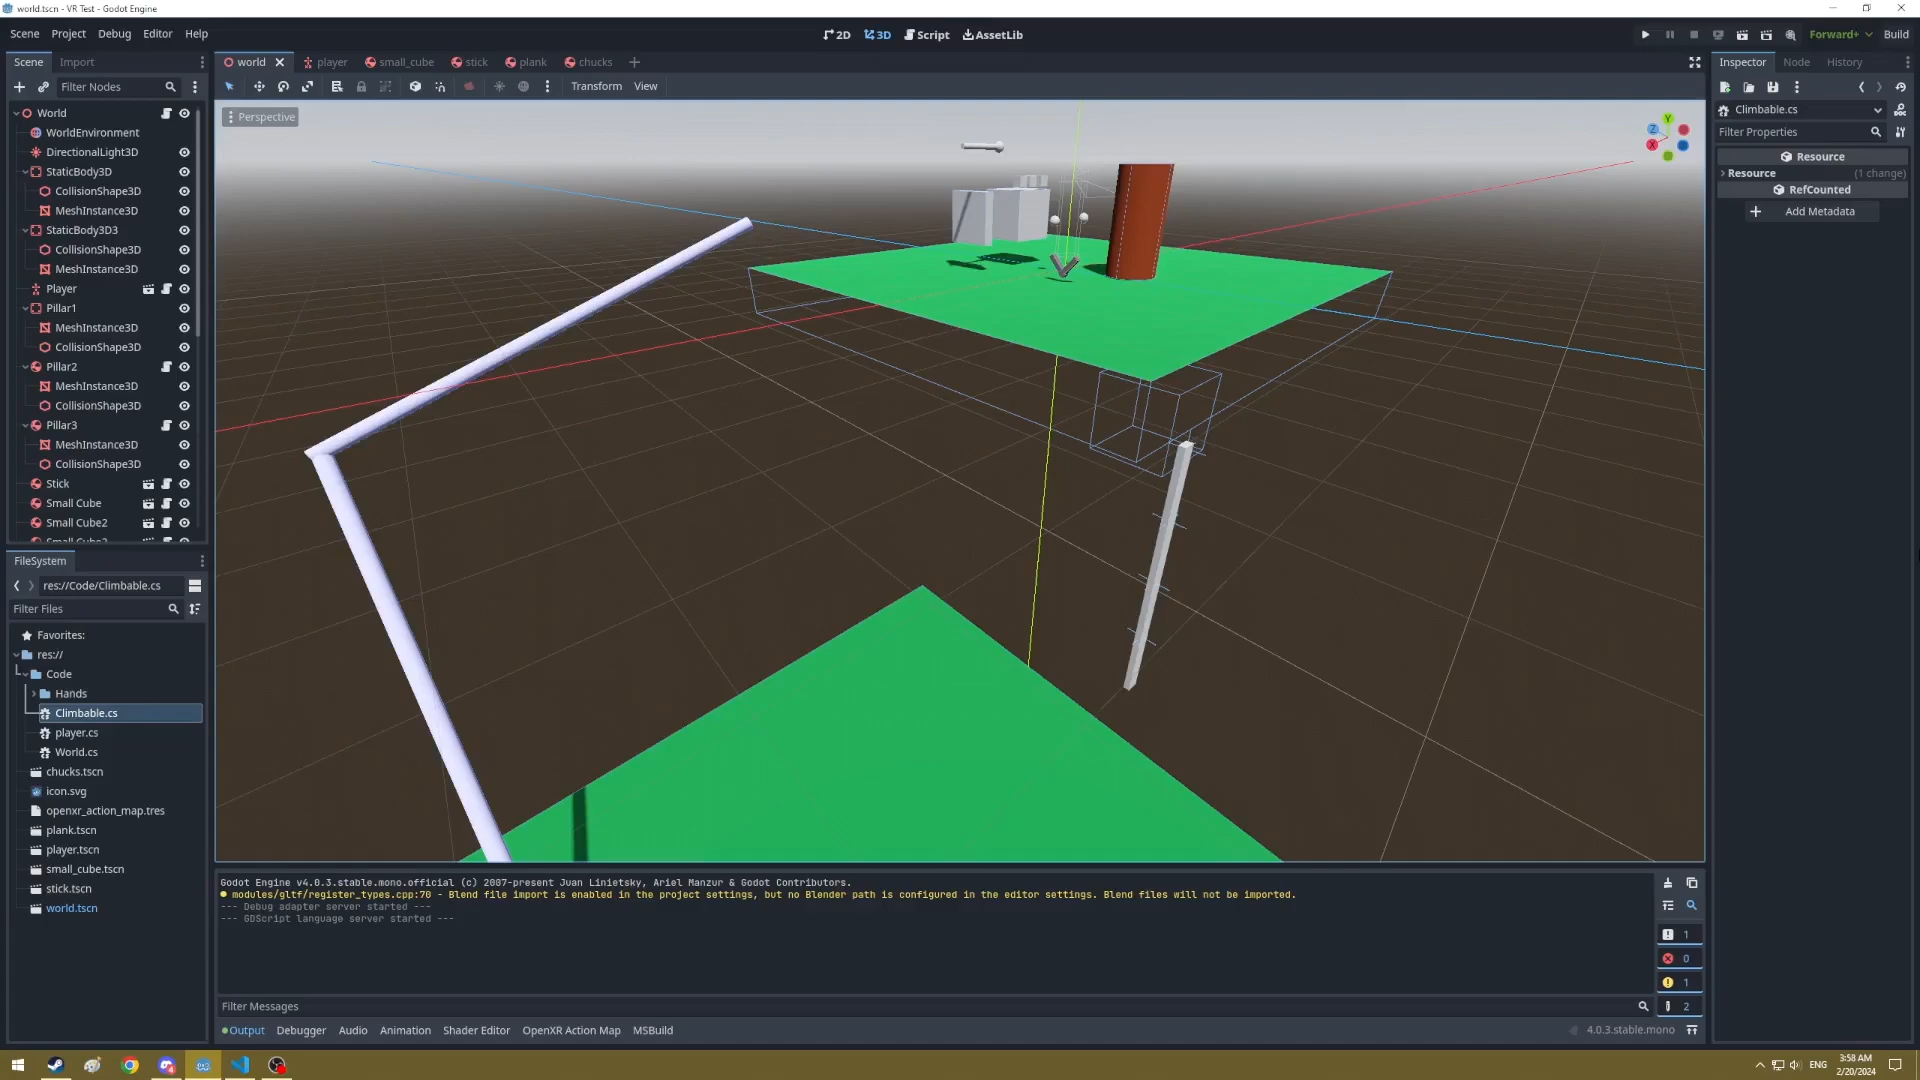 world.tscn - VR Test - Godot Engine
Scene Project Debug Editor Help
2D 3D Script AssetLib
Forward+ Build
Scene Import
world player small_cube stick plank chucks
Inspector Node History
Filter Nodes
Transform View
Perspective
Y
Z
X
Climbable.cs
Filter Properties
Resource
Resource (1 change)
RefCounted
Add Metadata
World
WorldEnvironment
DirectionalLight3D
StaticBody3D
CollisionShape3D
MeshInstance3D
StaticBody3D3
CollisionShape3D
MeshInstance3D
Player
Pillar1
MeshInstance3D
CollisionShape3D
Pillar2
MeshInstance3D
CollisionShape3D
Pillar3
MeshInstance3D
CollisionShape3D
Stick
Small Cube
Small Cube2
Small Cube3
FileSystem
res://Code/Climbable.cs
Filter Files
Favorites:
res://
Code
Hands
Climbable.cs
player.cs
World.cs
chucks.tscn
icon.svg
openxr_action_map.tres
plank.tscn
player.tscn
small_cube.tscn
stick.tscn
world.tscn
Godot Engine v4.0.3.stable.mono.official (c) 2007-present Juan Linietsky, Ariel Manzur & Godot Contributors.
modules/gltf/register_types.cpp:70 - Blend file import is enabled in the project settings, but no Blender path is configured in the editor settings. Blend files will not be imported.
--- Debug adapter server started ---
--- GDScript language server started ---
1
0
1
2
Filter Messages
Output Debugger Audio Animation Shader Editor OpenXR Action Map MSBuild
4.0.3.stable.mono
ENG
3:58 AM
2/20/2024